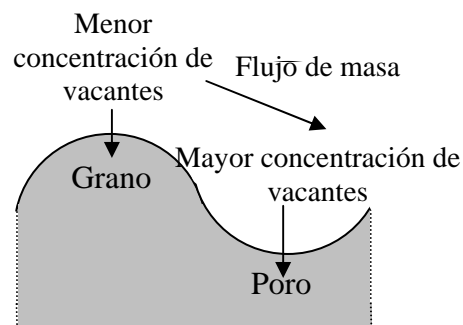 Menor
concentración de
vacantes
Flujo de masa
Grano
Mayor concentración de
vacantes
Poro